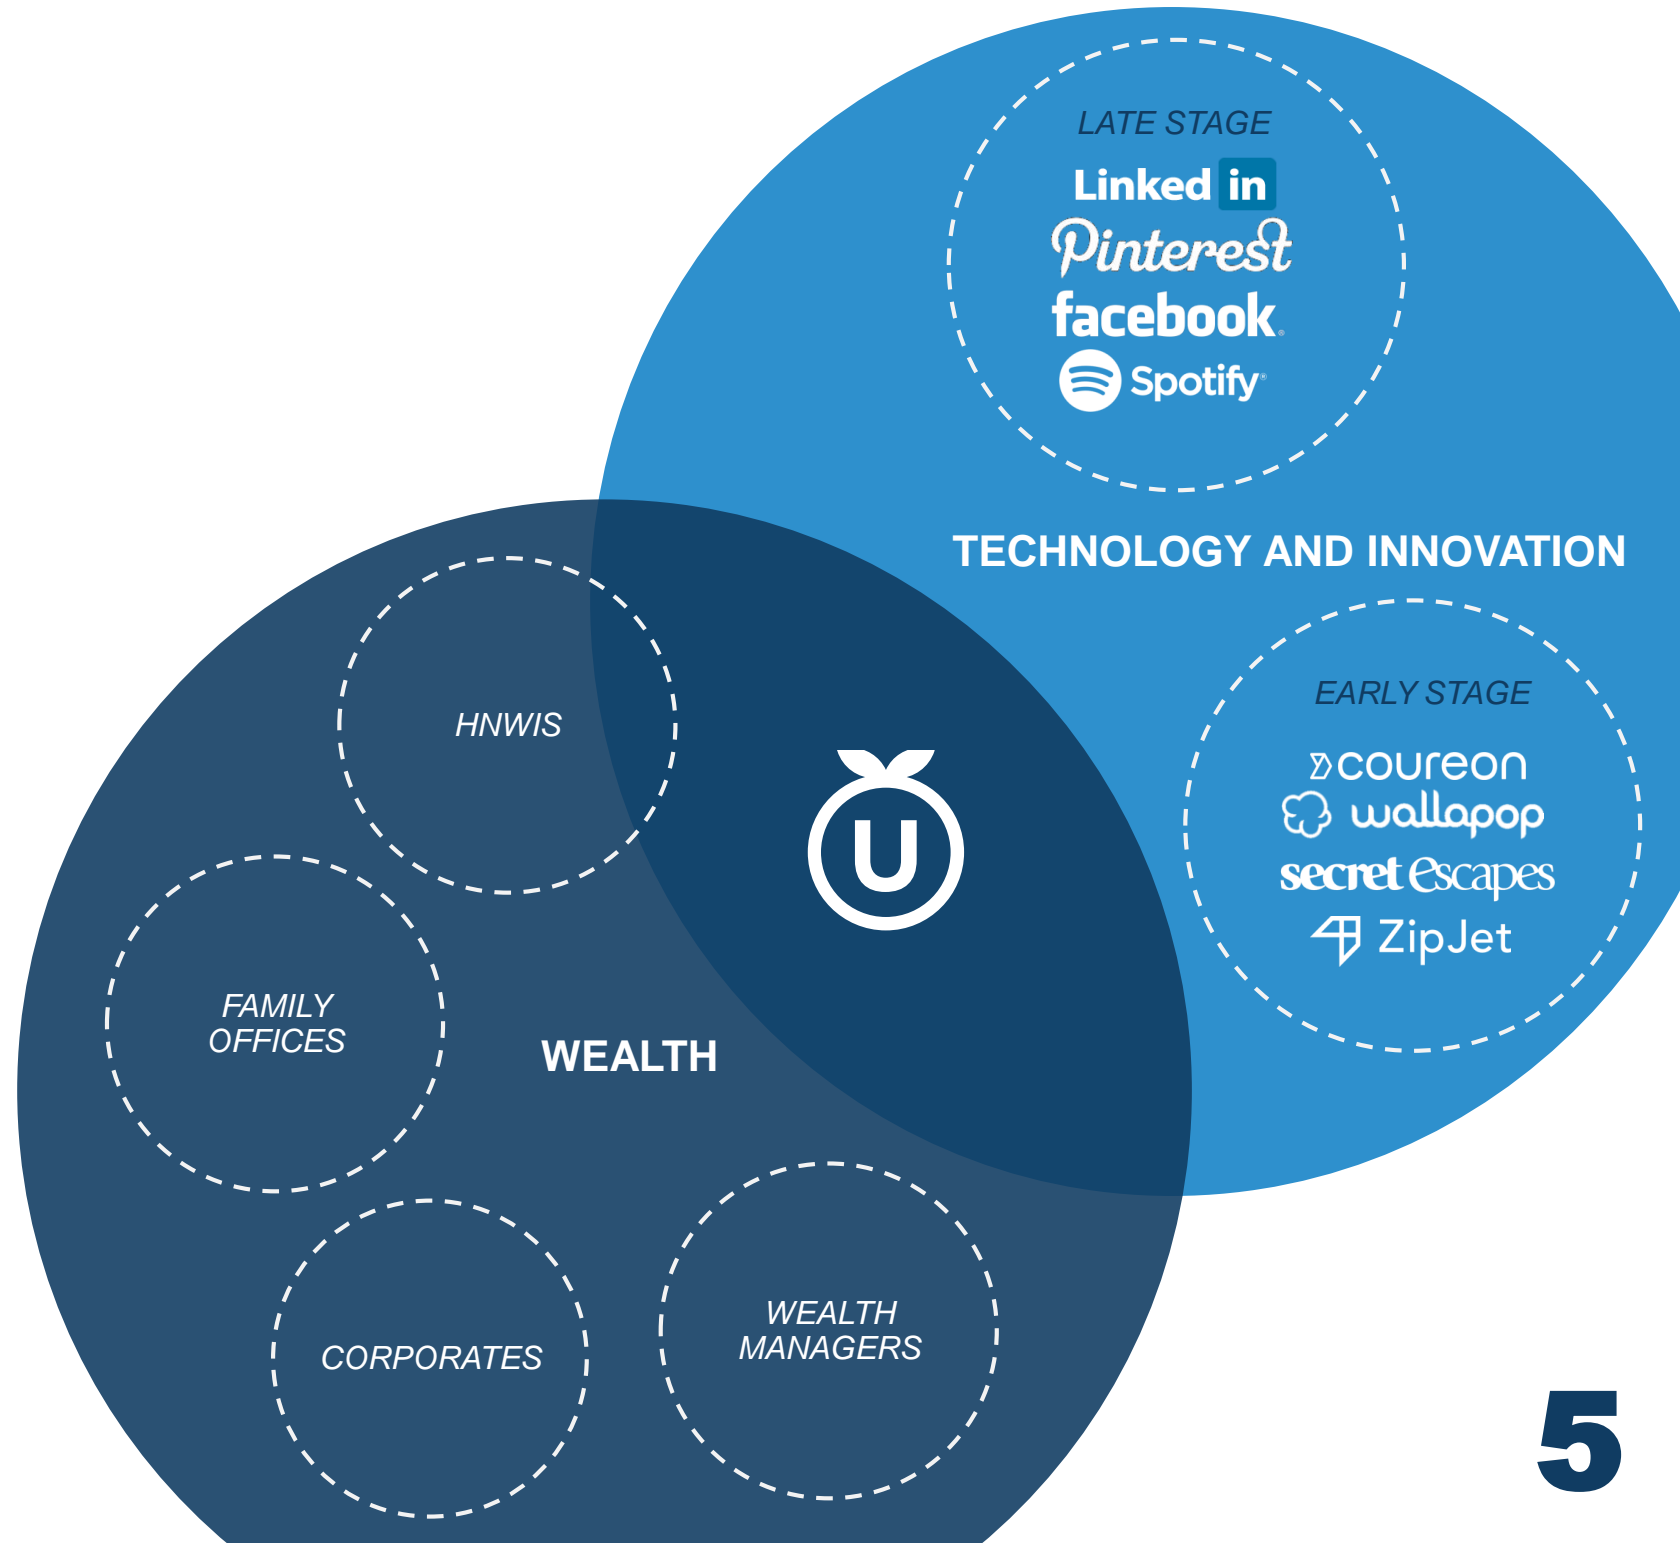 LATE STAGE
Linked in
Pinterest
facebook®
Spotify®
TECHNOLOGY AND INNOVATION
EARLY STAGE
coureon
wallapop
secret escapes
ZipJet
HNWIS
U
FAMILY
OFFICES
WEALTH
CORPORATES
WEALTH
MANAGERS
5